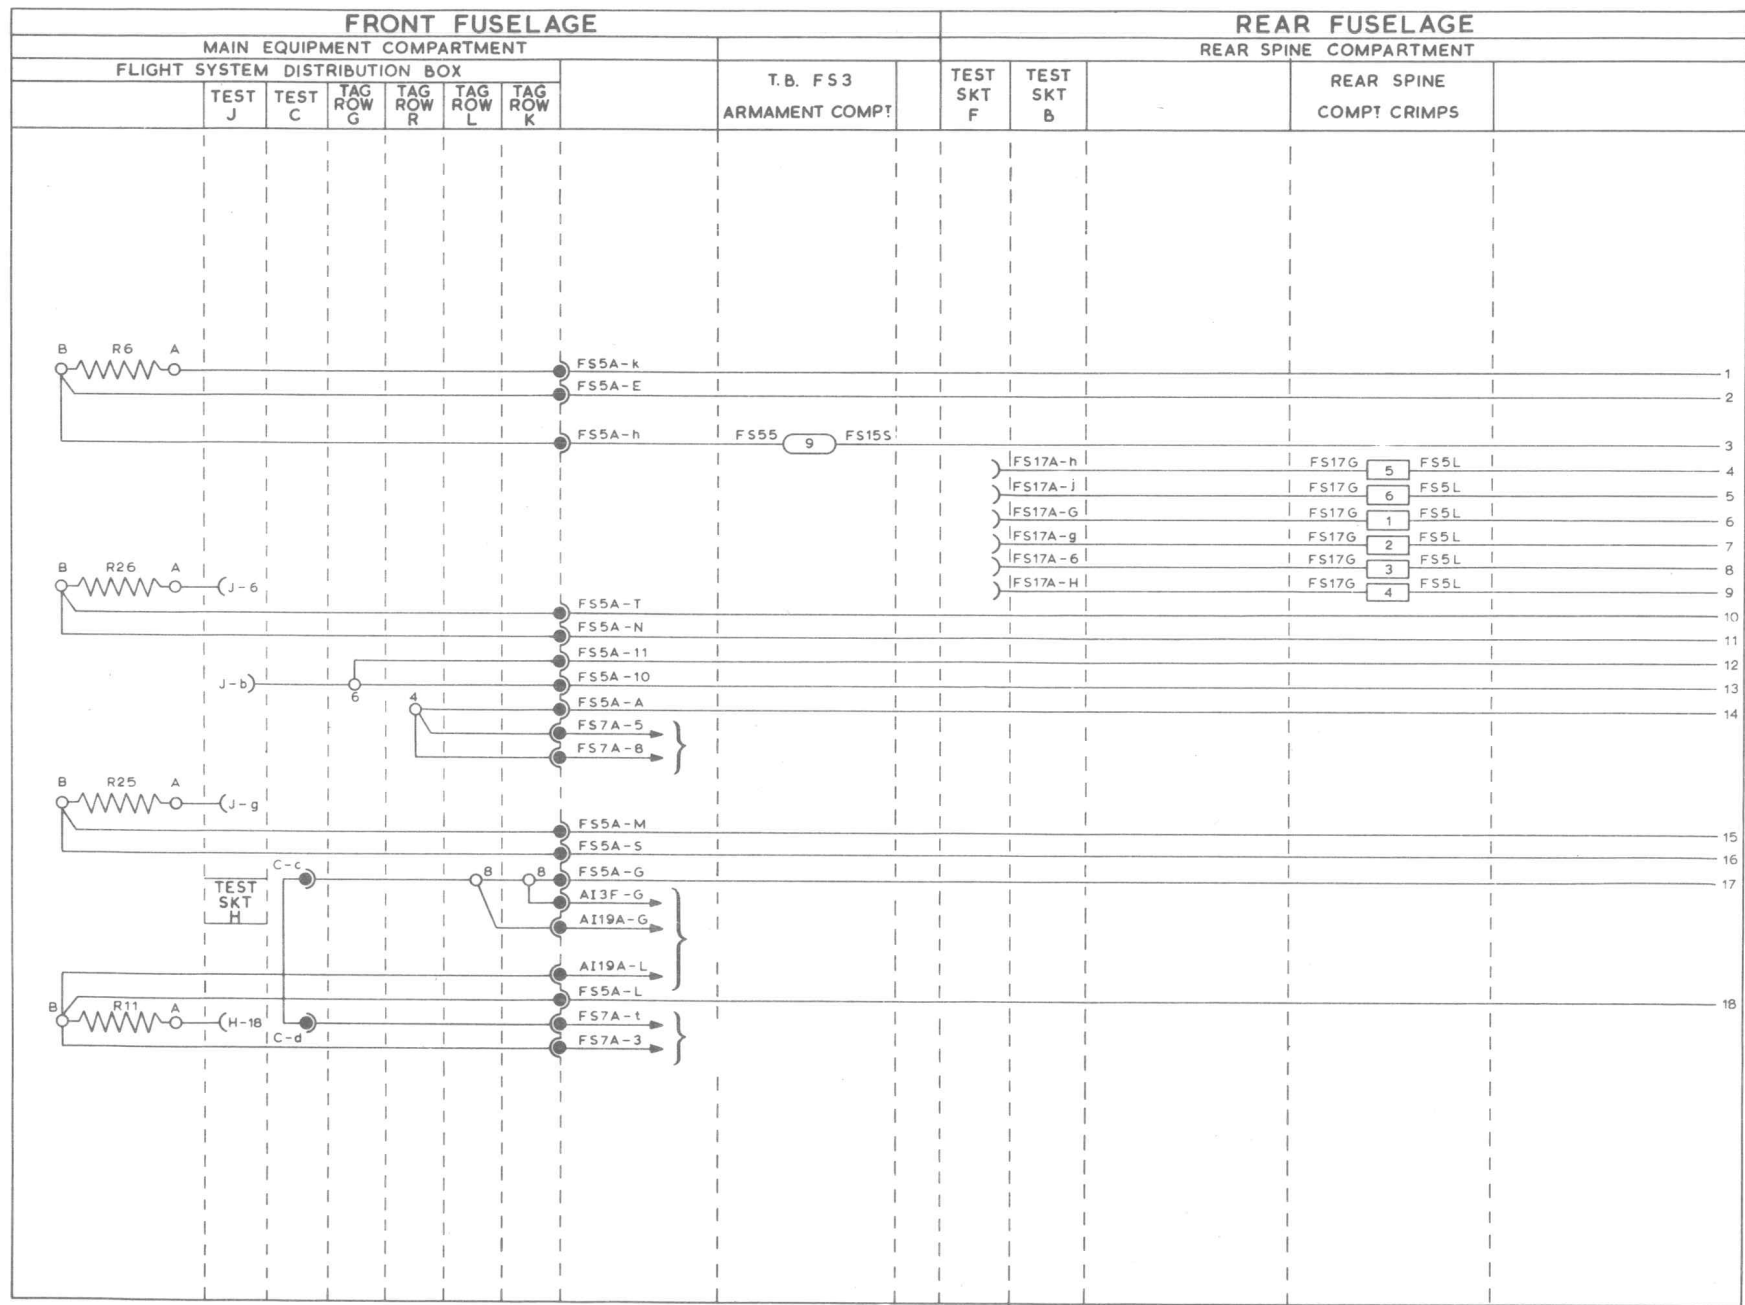 FRONT FUSELAGE
REAR FUSELAGE
MAIN EQUIPMENT COMPARTMENT
REAR SPINE COMPARTMENT
FLIGHT SYSTEM DISTRIBUTION BOX
TEST J
TEST C
TAG ROW G
TAG ROW R
TAG ROW L
TAG ROW K
T.B. FS3
ARMAMENT COMPT
TEST SKT F
TEST SKT B
REAR SPINE
COMPT CRIMPS
B R6 A FS5A-k 1
FS5A-E 2
FS5A-h FS55 9 FS15S 3
FS17A-h FS17G 5 FS5L 4
FS17A-j FS17G 6 FS5L 5
FS17A-G FS17G 1 FS5L 6
FS17A-g FS17G 2 FS5L 7
FS17A-6 FS17G 3 FS5L 8
FS17A-H FS17G 4 FS5L 9
B R26 A J-6
FS5A-T 10
FS5A-N 11
FS5A-11 12
J-b 6 FS5A-10 13
4 FS5A-A 14
FS7A-5
FS7A-8
B R25 A J-g
FS5A-M 15
FS5A-S 16
C-c 8 8 FS5A-G 17
TEST SKT H
AI3F-G
AI19A-G
AI19A-L
FS5A-L 18
B R11 A H-18 FS7A-t
C-d FS7A-3